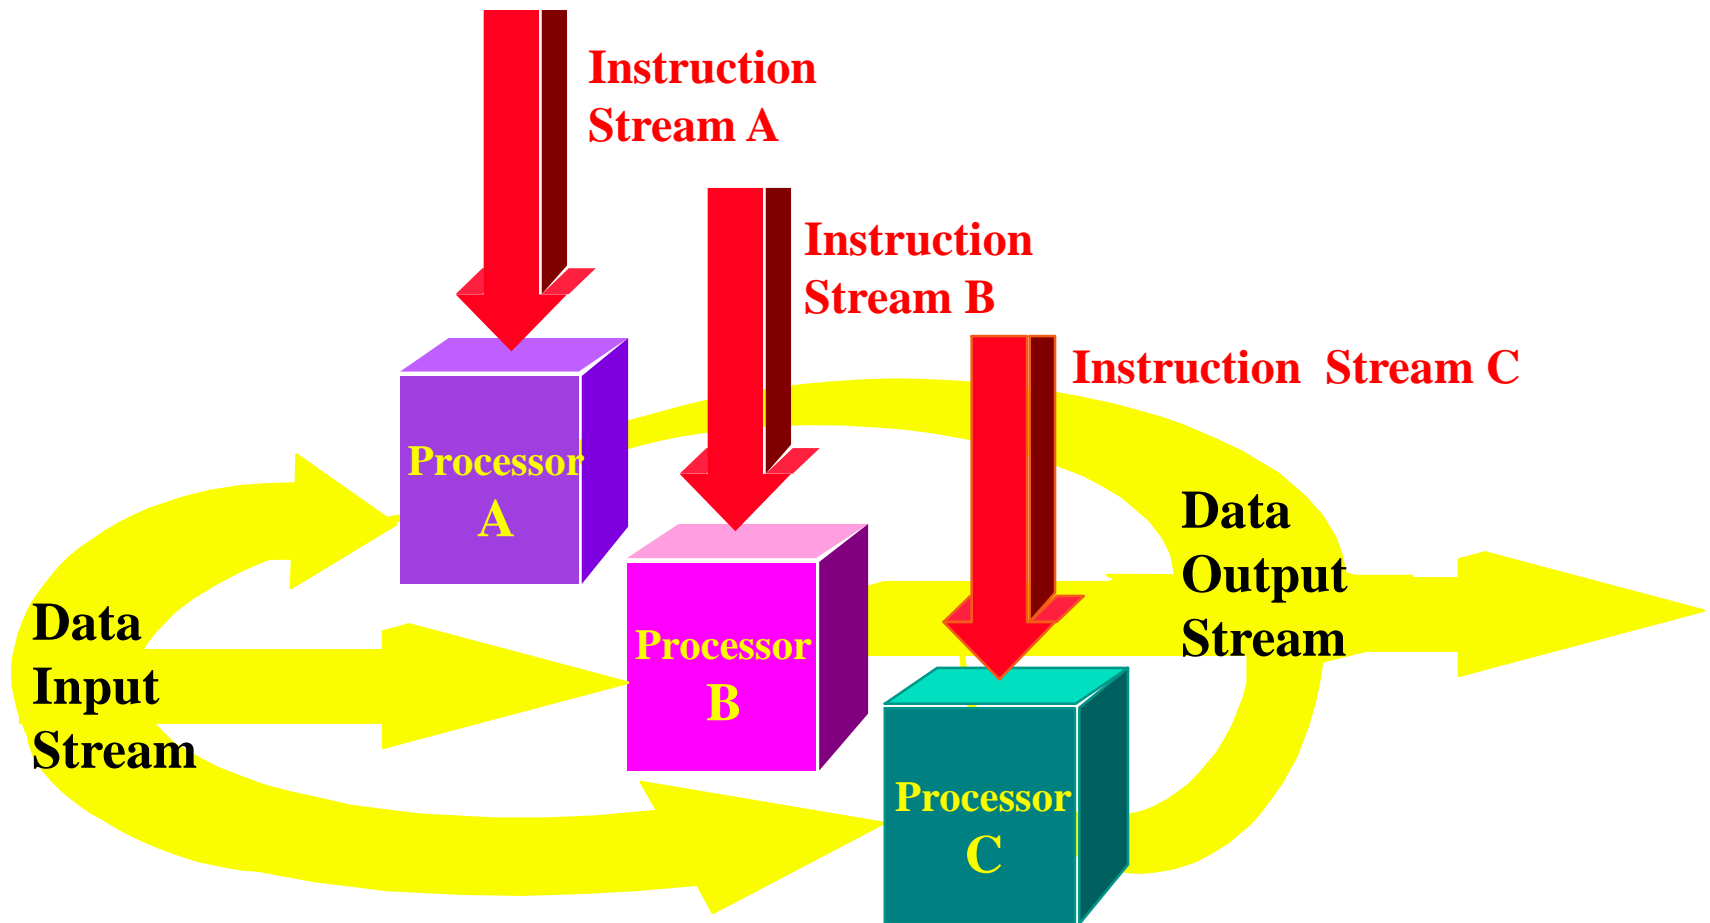 Instruction
Stream A
Instruction
Stream B
Instruction Stream C
Processor
A
Data
Output
Stream
Data
Input
Stream
Processor
B
Processor
C